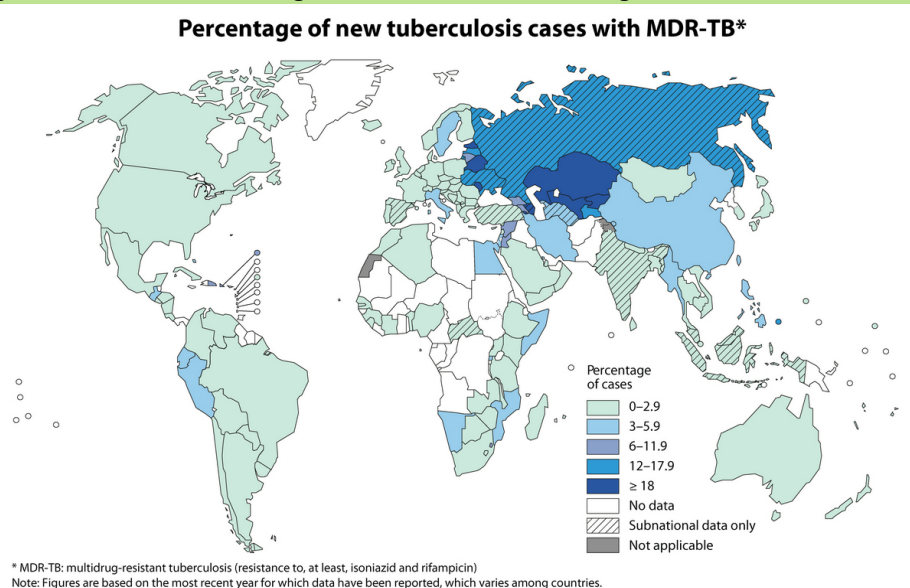 Percentage of new tuberculosis cases with MDR-TB*
Percentage
of cases
0–2.9
3–5.9
6–11.9
12–17.9
≥ 18
No data
Subnational data only
Not applicable
* MDR-TB: multidrug-resistant tuberculosis (resistance to, at least, isoniazid and rifampicin)
Note: Figures are based on the most recent year for which data have been reported, which varies among countries.